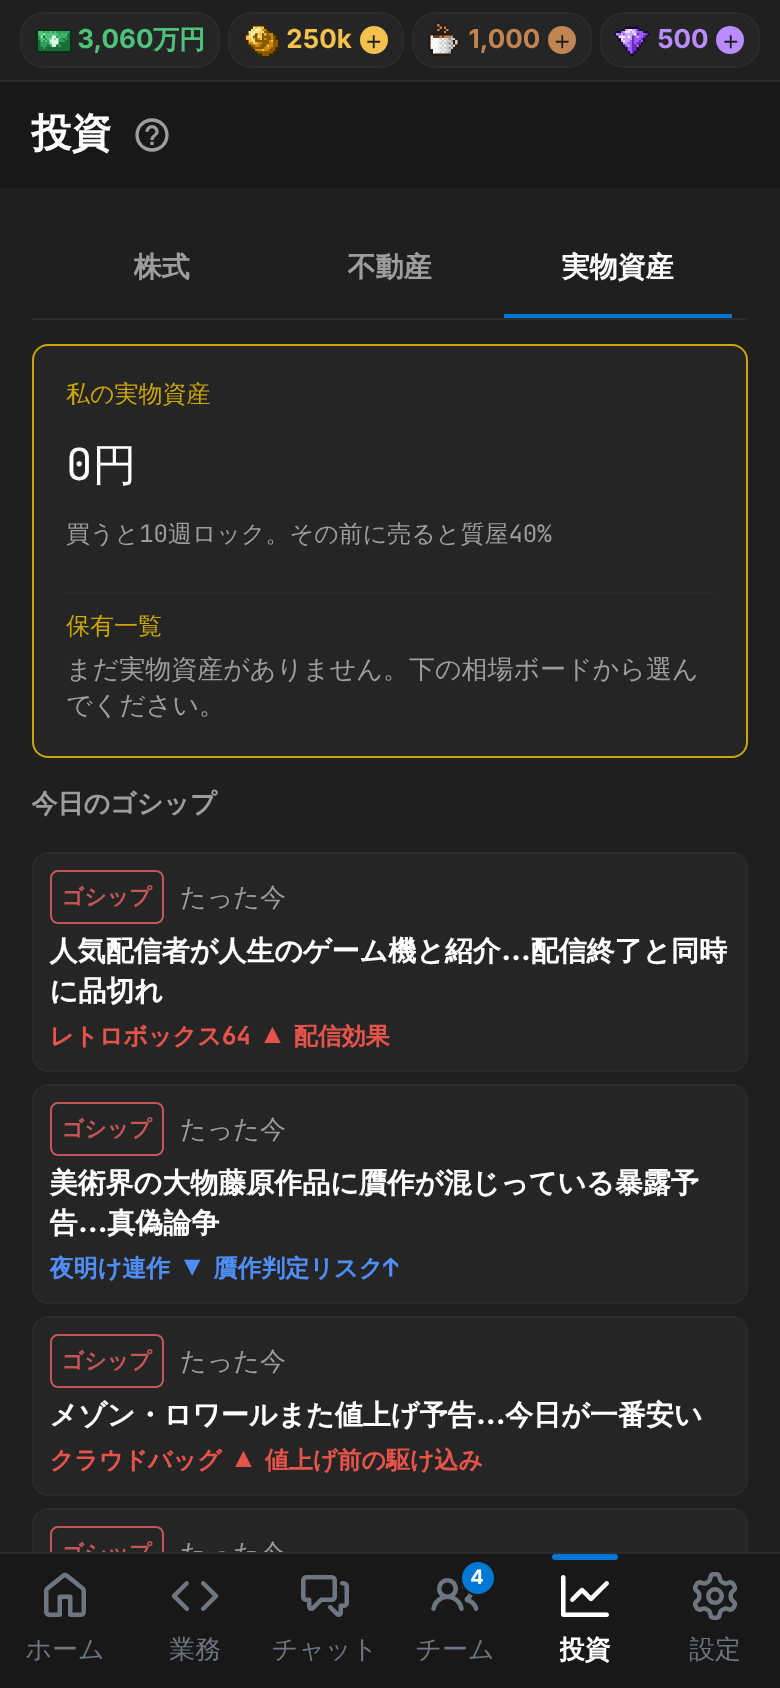 3,060万円 250k 1,000 500
投資
株式 不動産 実物資産
私の実物資産
0円
買うと10週ロック。その前に売ると質屋40%
保有一覧
まだ実物資産がありません。下の相場ボードから選ん
でください。
今日のゴシップ
ゴシップ たった今
人気配信者が人生のゲーム機と紹介…配信終了と同時
に品切れ
レトロボックス64 ▲ 配信効果
ゴシップ たった今
美術界の大物藤原作品に贋作が混じっている暴露予
告…真偽論争
夜明け連作 ▼ 贋作判定リスク↑
ゴシップ たった今
メゾン・ロワールまた値上げ予告…今日が一番安い
クラウドバッグ ▲ 値上げ前の駆け込み
ゴシップ たった今
4
ホーム 業務 チャット チーム 投資 設定